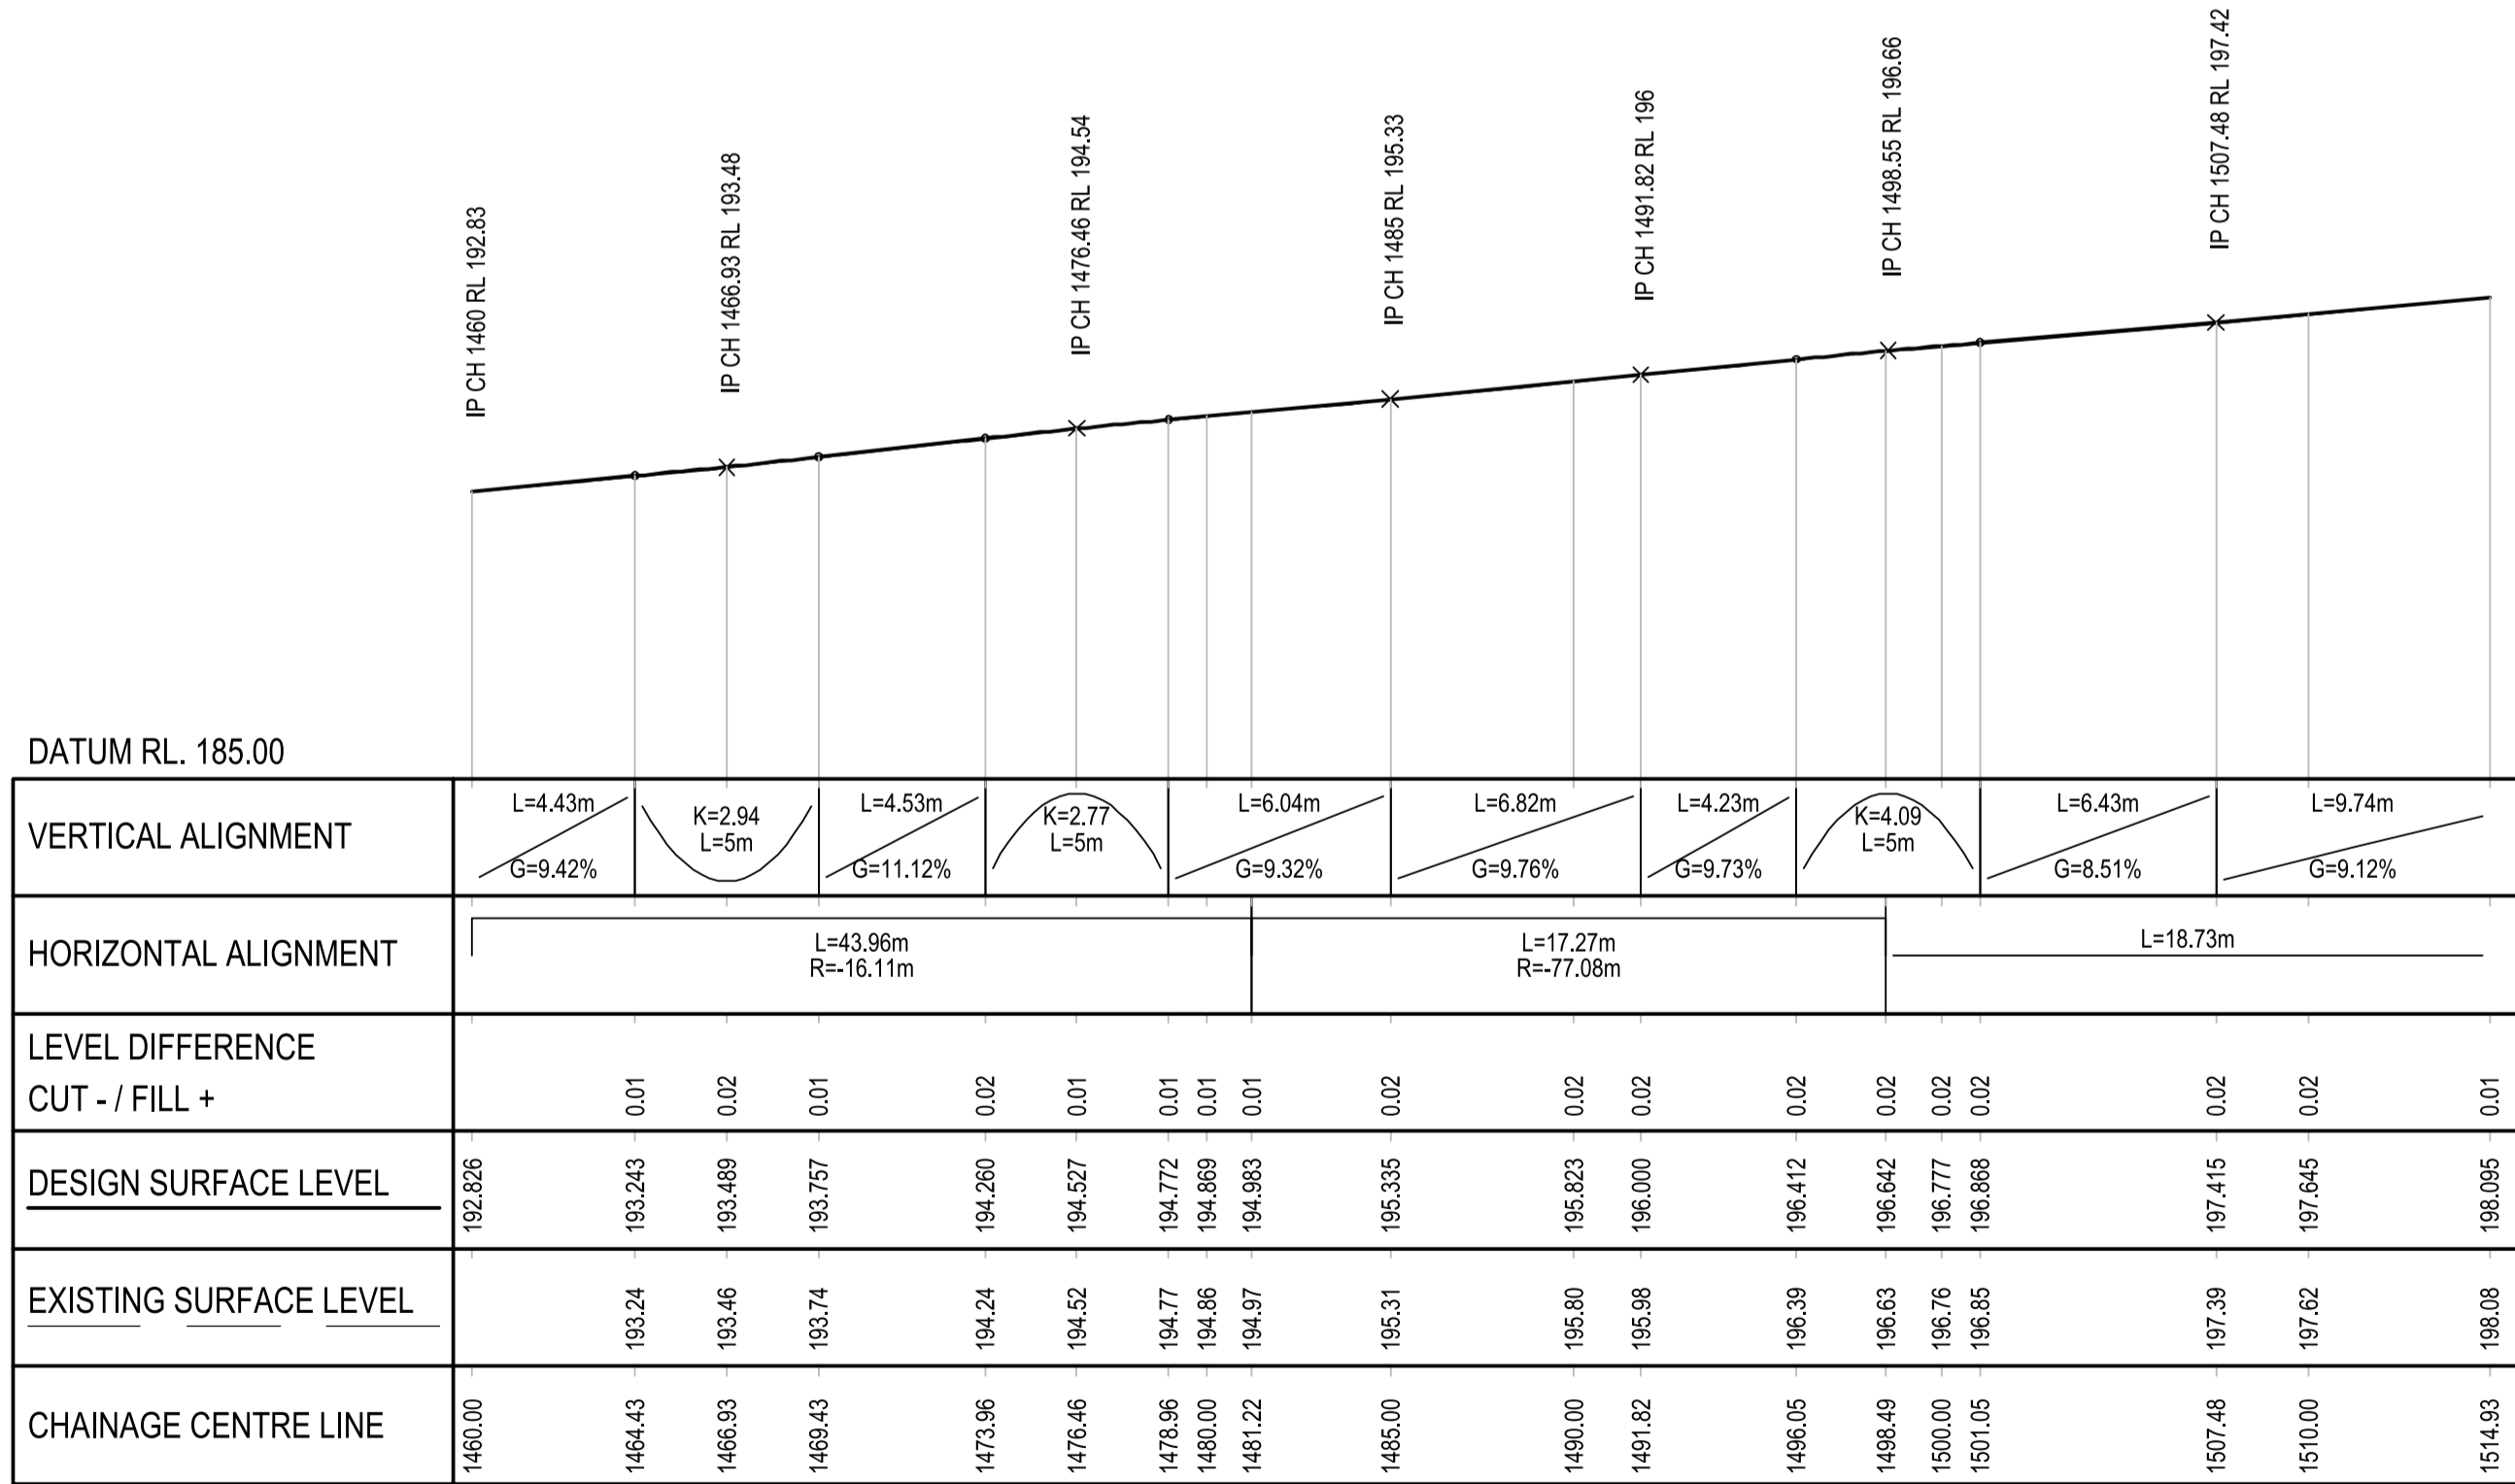 IP CH 1460 RL 192.83
IP CH 1466.93 RL 193.48
IP CH 1476.46 RL 194.54
IP CH 1485 RL 195.33
IP CH 1491.82 RL 196
IP CH 1498.55 RL 196.66
IP CH 1507.48 RL 197.42
DATUM RL. 185.00
VERTICAL ALIGNMENT
L=4.43m
G=9.42%
K=2.94
L=5m
L=4.53m
G=11.12%
K=2.77
L=5m
L=6.04m
G=9.32%
L=6.82m
G=9.76%
L=4.23m
G=9.73%
K=4.09
L=5m
L=6.43m
G=8.51%
L=9.74m
G=9.12%
HORIZONTAL ALIGNMENT
L=43.96m
R=-16.11m
L=17.27m
R=-77.08m
L=18.73m
LEVEL DIFFERENCE
CUT - / FILL +
0.01
0.02
0.01
0.02
0.01
0.01
0.01
0.01
0.02
0.02
0.02
0.02
0.02
0.02
0.02
0.02
0.02
0.01
DESIGN SURFACE LEVEL
192.826
193.243
193.489
193.757
194.260
194.527
194.772
194.869
194.983
195.335
195.823
196.000
196.412
196.642
196.777
196.868
197.415
197.645
198.095
EXISTING SURFACE LEVEL
193.24
193.46
193.74
194.24
194.52
194.77
194.86
194.97
195.31
195.80
195.98
196.39
196.63
196.76
196.85
197.39
197.62
198.08
CHAINAGE CENTRE LINE
1460.00
1464.43
1466.93
1469.43
1473.96
1476.46
1478.96
1480.00
1481.22
1485.00
1490.00
1491.82
1496.05
1498.49
1500.00
1501.05
1507.48
1510.00
1514.93